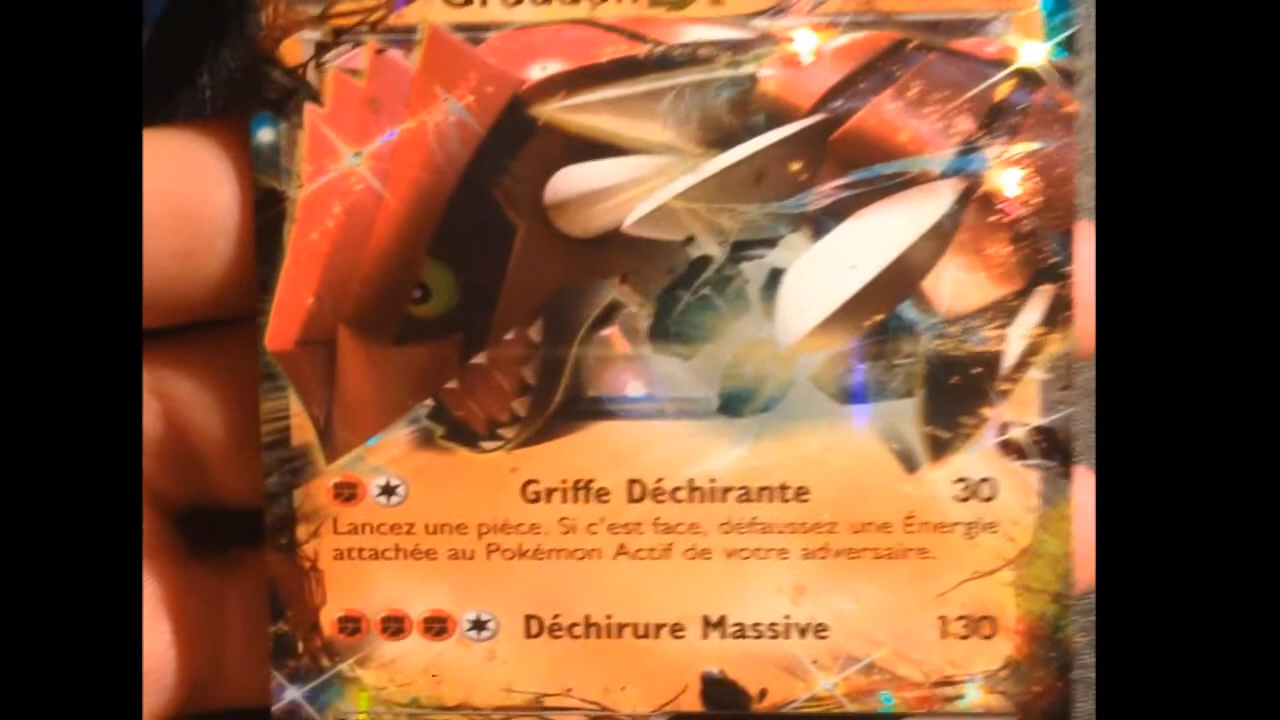 Griffe Déchirante 30
Lancez une pièce. Si c'est face, défaussez une Énergie
attachée au Pokémon Actif de votre adversaire.
Déchirure Massive 130